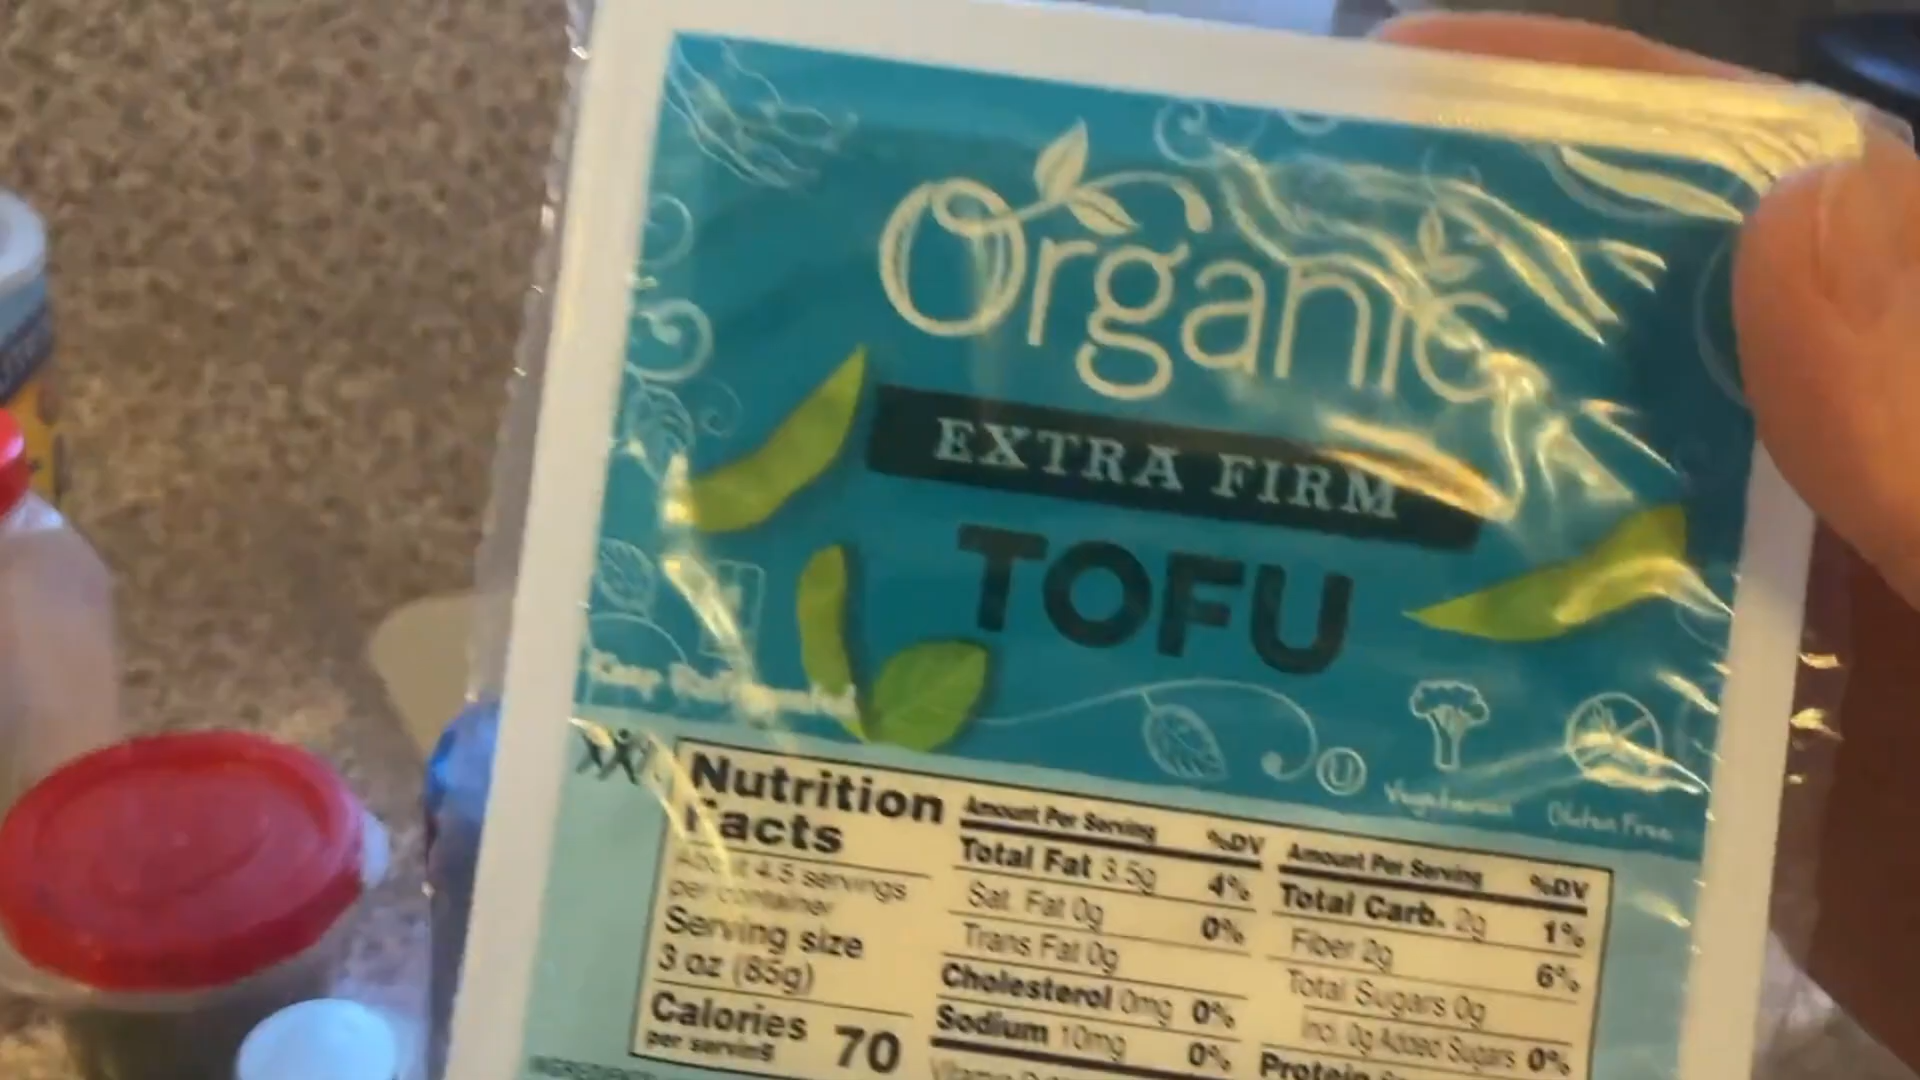 Organic
EXTRA FIRM
TOFU
Keep Refrigerated
U
Vegetarian
Gluten Free
Nutrition
Facts
About 4.5 servings
per container
Serving size
3 oz (85g)
Calories
per serving
70
Amount Per Serving %DV
Total Fat 3.5g 4%
Sat. Fat 0g 0%
Trans Fat 0g
Cholesterol 0mg 0%
Sodium 10mg 0%
Amount Per Serving %DV
Total Carb. 2g 1%
Fiber 2g 6%
Total Sugars 0g
Incl. 0g Added Sugars 0%
Protein